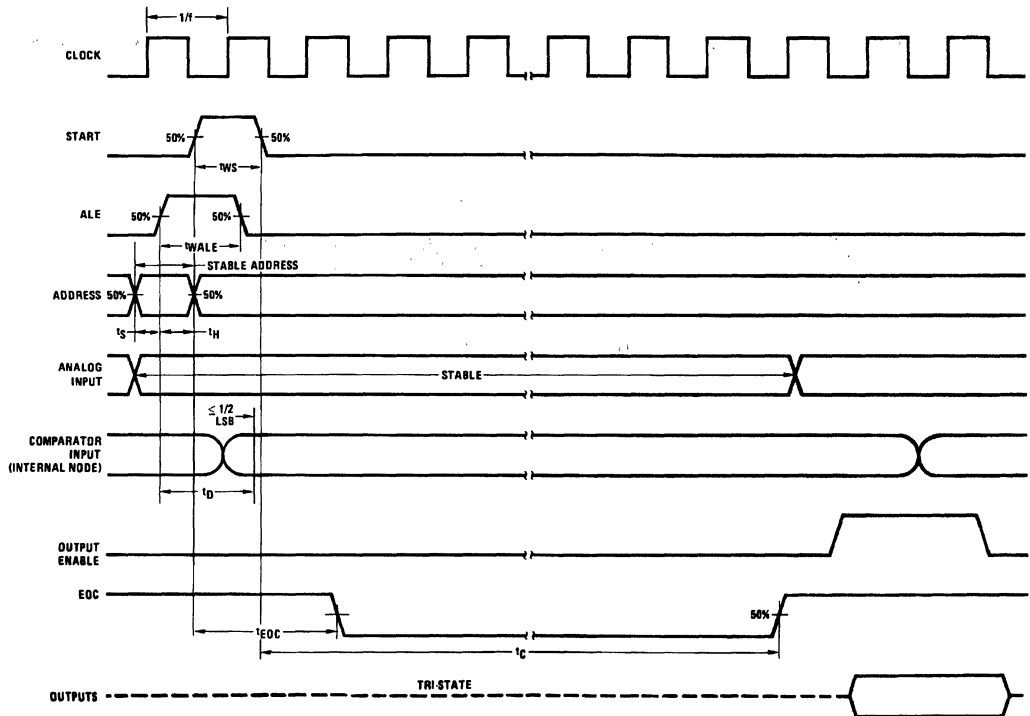 1/f
CLOCK
START
50%
50%
tWS
ALE
50%
50%
tWALE
STABLE ADDRESS
ADDRESS
50%
50%
tS
tH
ANALOG
INPUT
STABLE
≤ 1/2
LSB
COMPARATOR
INPUT
(INTERNAL NODE)
tD
OUTPUT
ENABLE
EOC
50%
tEOC
tC
TRI-STATE
OUTPUTS